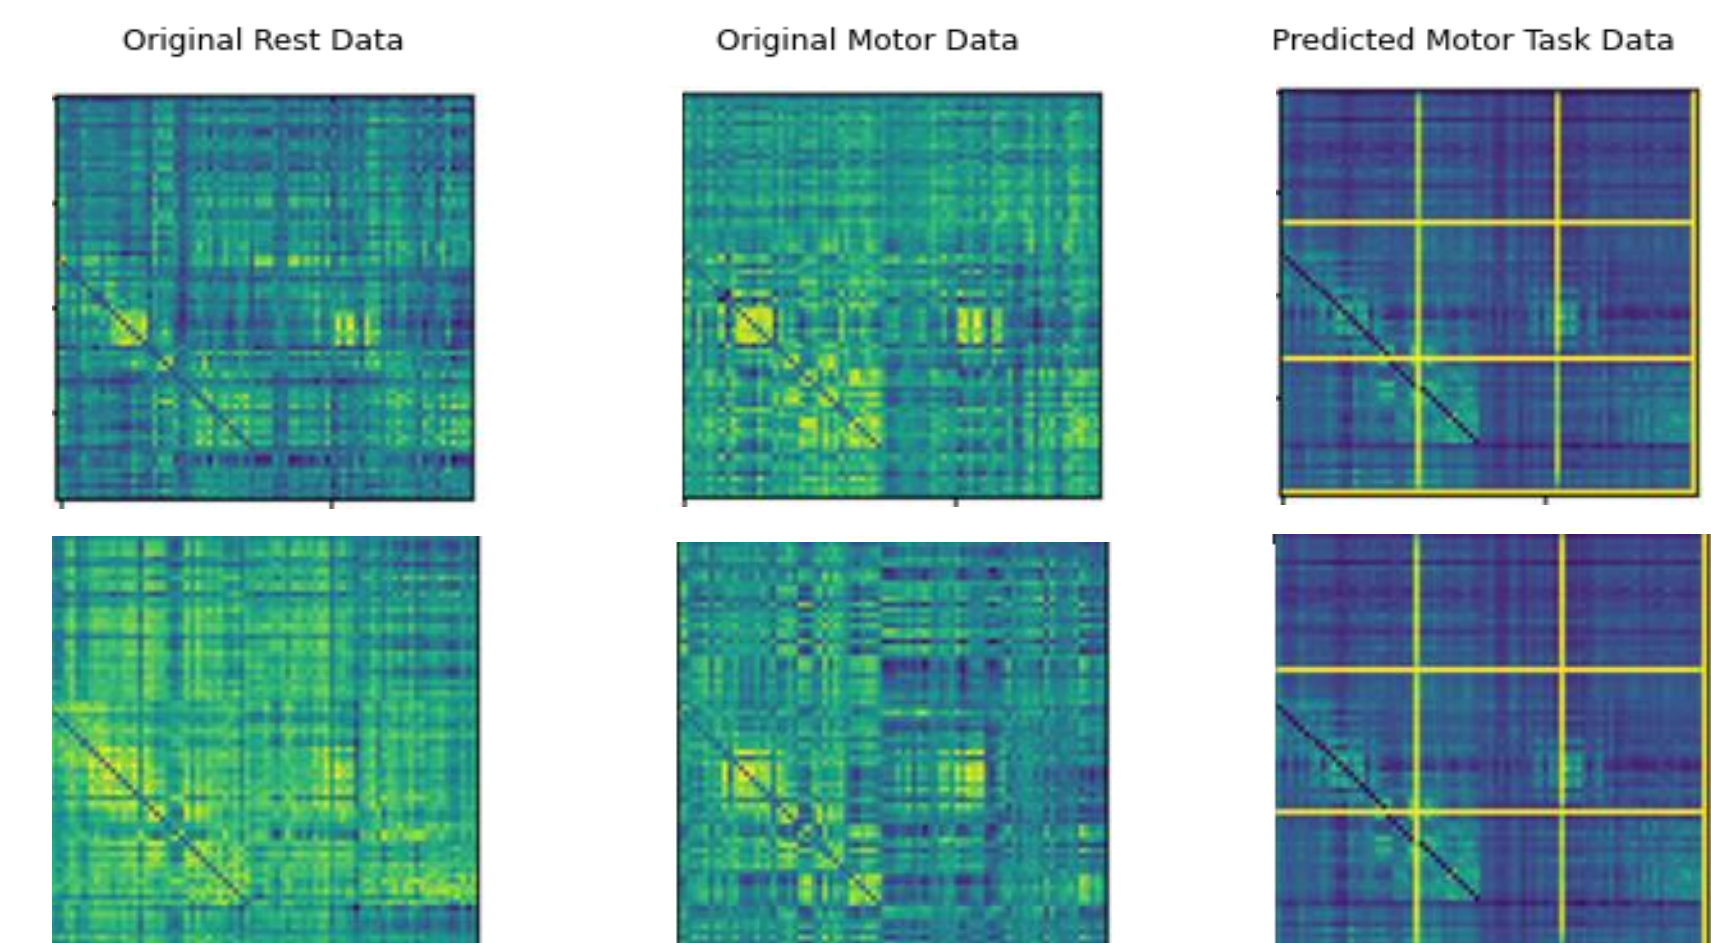 Original Rest Data
Original Motor Data
Predicted Motor Task Data